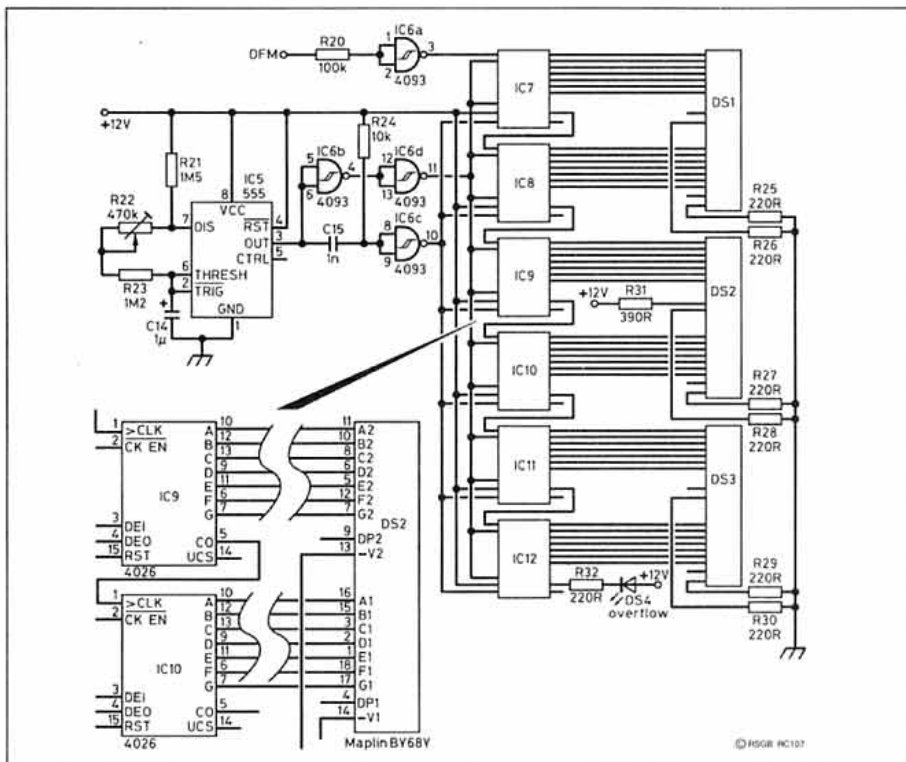 IC6a
DFM
R20
100k
1
2
3
4093
+12V
R21
1M5
R22
470k
R23
1M2
C14
1µ
+
IC5
555
8
VCC
7
DIS
RST
4
OUT
3
CTRL
5
6
THRESH
2
TRIG
GND
1
R24
10k
IC6b
5
6
4
4093
IC6d
12
13
11
4093
C15
1n
IC6c
8
9
10
4093
IC7
IC8
IC9
IC10
IC11
IC12
DS1
DS2
DS3
R25
220R
R26
220R
+12V
R31
390R
R27
220R
R28
220R
R29
220R
R30
220R
R32
220R
+12V
DS4
overflow
1
>CLK
2
CK EN
IC9
3
DEI
4
DEO
15
RST
4026
A 10
B 12
C 13
D 9
E 11
F 6
G 7
CO 5
UCS 14
11 A2
10 B2
8 C2
6 D2
5 E2
12 F2
7 G2
DS2
9 DP2
13 -V2
1
>CLK
2
CK EN
IC10
3
DEI
4
DEO
15
RST
4026
A 10
B 12
C 13
D 9
E 11
F 6
G 7
CO 5
UCS 14
16 A1
15 B1
3 C1
2 D1
1 E1
18 F1
17 G1
4 DP1
14 -V1
Maplin BY68Y
© RSGB RC107